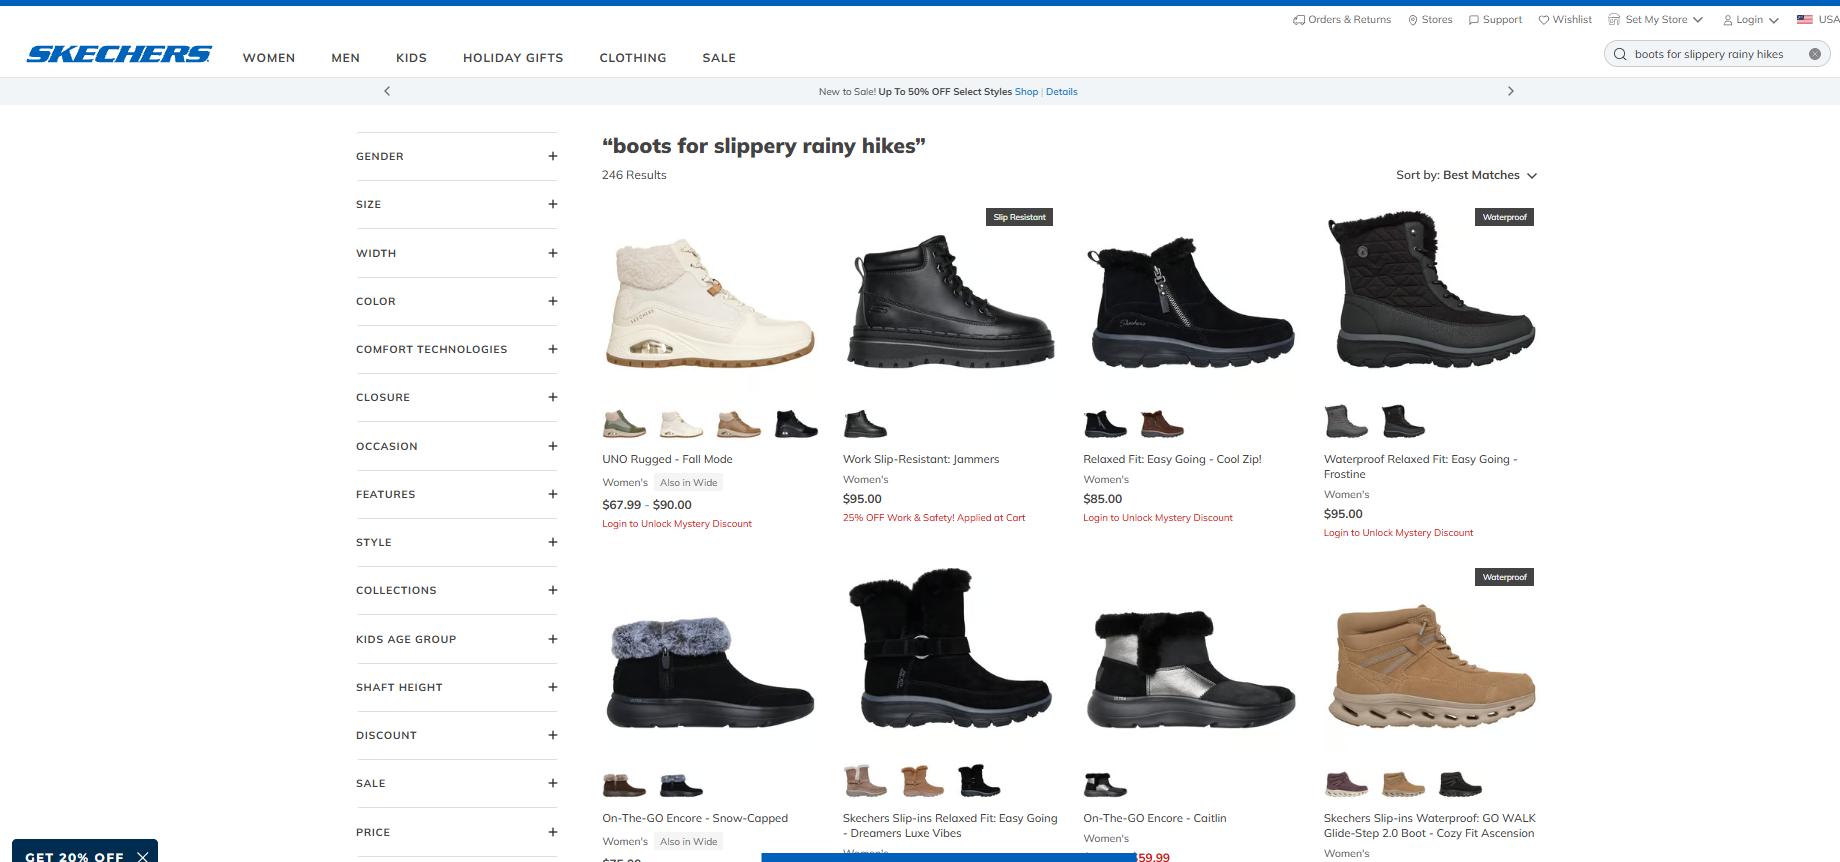 Orders & Returns
Stores
Support
Wishlist
Set My Store
Login
USA
SKECHERS
WOMEN
MEN
KIDS
HOLIDAY GIFTS
CLOTHING
SALE
boots for slippery rainy hikes
New to Sale! Up To 50% OFF Select Styles Shop | Details
GENDER
SIZE
WIDTH
COLOR
COMFORT TECHNOLOGIES
CLOSURE
OCCASION
FEATURES
STYLE
COLLECTIONS
KIDS AGE GROUP
SHAFT HEIGHT
DISCOUNT
SALE
PRICE
GET 20% OFF
“boots for slippery rainy hikes”
246 Results
Sort by: Best Matches
UNO Rugged - Fall Mode
Women's
Also in Wide
$67.99 - $90.00
Login to Unlock Mystery Discount
Slip Resistant
Work Slip-Resistant: Jammers
Women's
$95.00
25% OFF Work & Safety! Applied at Cart
Relaxed Fit: Easy Going - Cool Zip!
Women's
$85.00
Login to Unlock Mystery Discount
Waterproof
Waterproof Relaxed Fit: Easy Going -
Frostine
Women's
$95.00
Login to Unlock Mystery Discount
On-The-GO Encore - Snow-Capped
Women's
Also in Wide
$75.00
Skechers Slip-ins Relaxed Fit: Easy Going
- Dreamers Luxe Vibes
Women's
On-The-GO Encore - Caitlin
Women's
$59.99
Waterproof
Skechers Slip-ins Waterproof: GO WALK
Glide-Step 2.0 Boot - Cozy Fit Ascension
Women's